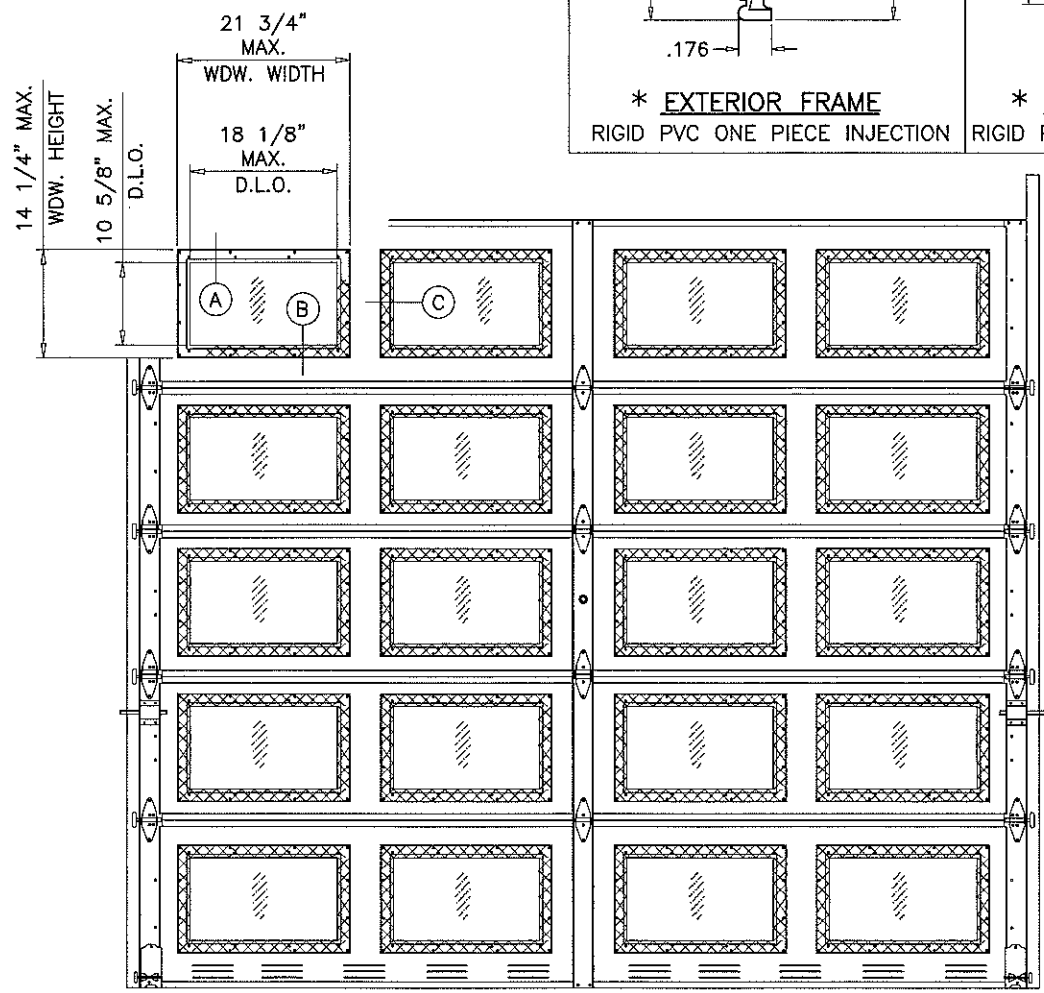 21 3/4"
MAX.
WDW. WIDTH
18 1/8"
MAX.
D.L.O.
14 1/4" MAX.
WDW. HEIGHT
10 5/8" MAX.
D.L.O.
.176
* EXTERIOR FRAME
RIGID PVC ONE PIECE INJECTION
*
RIGID
A
B
C